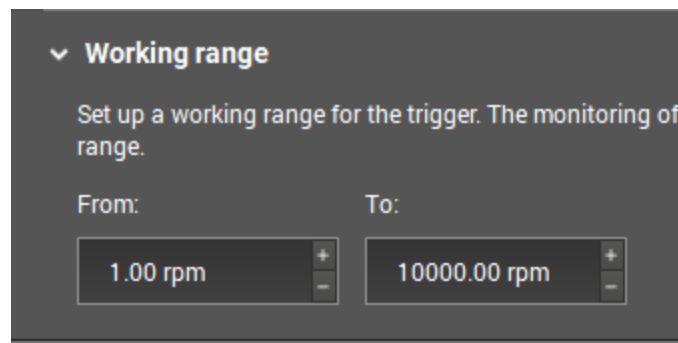 Working range
Set up a working range for the trigger. The monitoring of
range.
From:
To:
1.00 rpm
+
-
10000.00 rpm
+
-